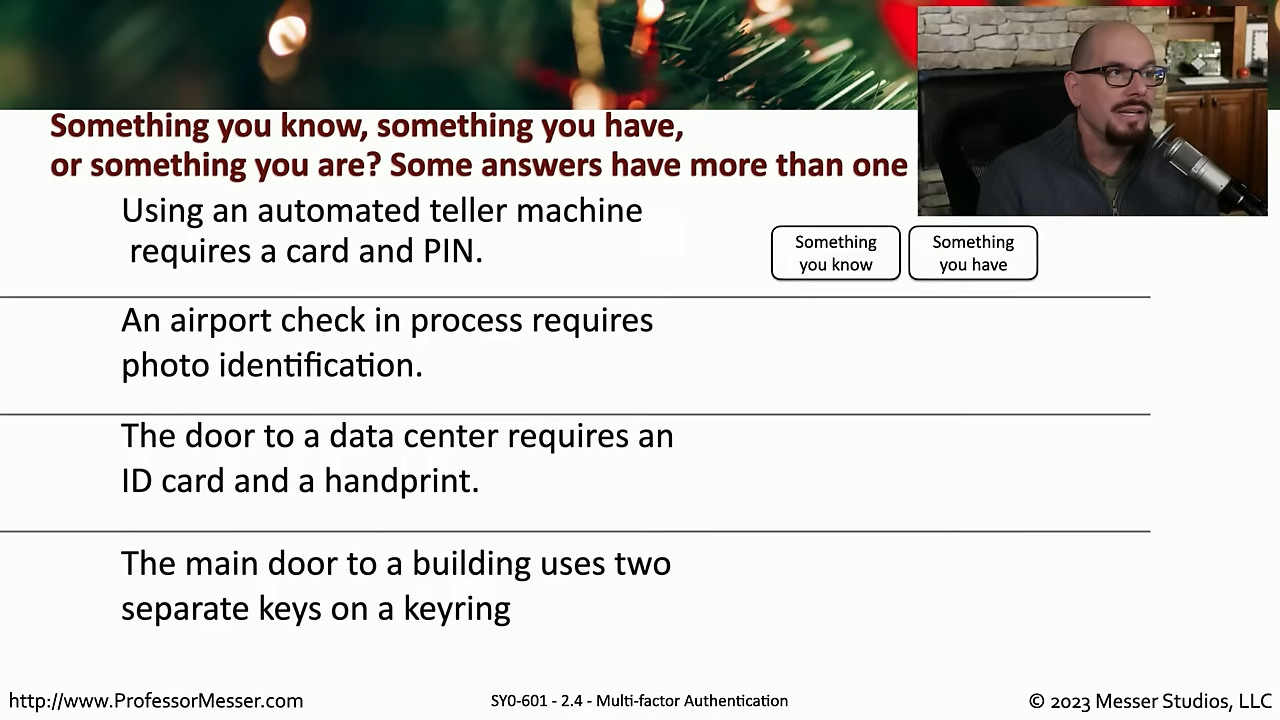 Something you know, something you have,
or something you are? Some answers have more than one
Using an automated teller machine
requires a card and PIN.
Something
you know
Something
you have
An airport check in process requires
photo identification.
The door to a data center requires an
ID card and a handprint.
The main door to a building uses two
separate keys on a keyring
http://www.ProfessorMesser.com
SY0-601 - 2.4 - Multi-factor Authentication
© 2023 Messer Studios, LLC